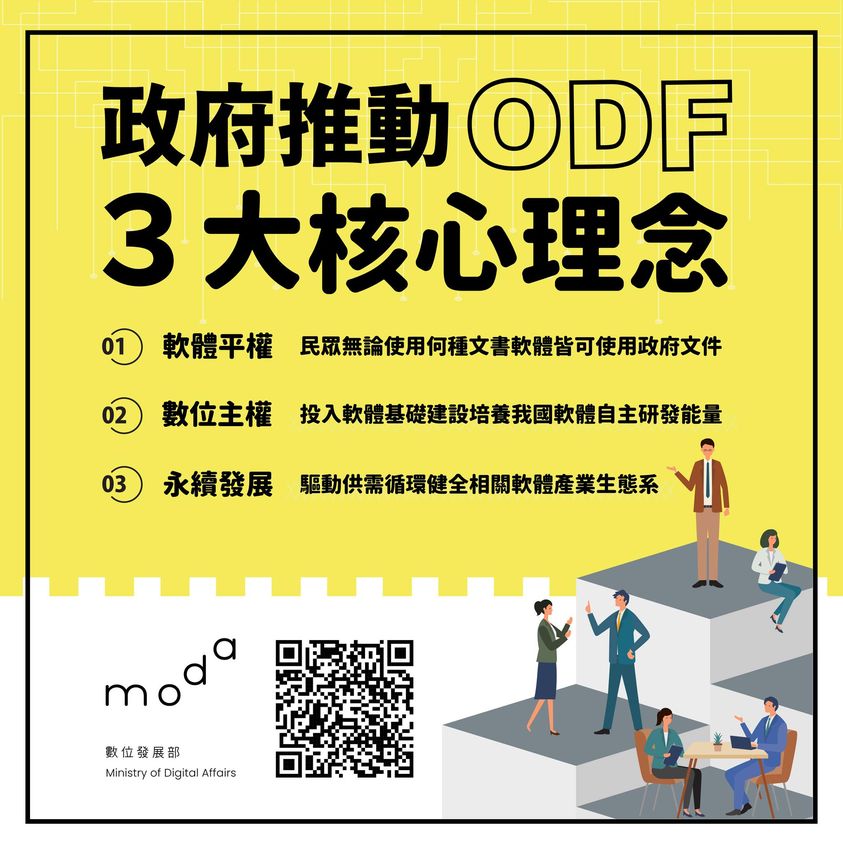 政府推動ODF
3大核心理念
01 軟體平權 民眾無論使用何種文書軟體皆可使用政府文件
02 數位主權 投入軟體基礎建設培養我國軟體自主研發能量
03 永續發展 驅動供需循環健全相關軟體產業生態系
moda
數位發展部
Ministry of Digital Affairs